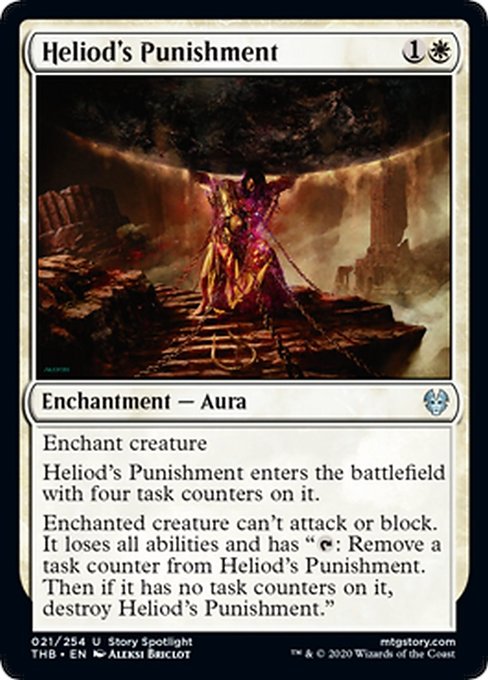 Heliod's Punishment 1
Enchantment — Aura
Enchant creature
Heliod's Punishment enters the battlefield
with four task counters on it.
Enchanted creature can't attack or block.
It loses all abilities and has “: Remove a
task counter from Heliod's Punishment.
Then if it has no task counters on it,
destroy Heliod's Punishment.”
021/254 U Story Spotlight mtgstory.com
THB • EN Aleksi Briclot ™ & © 2020 Wizards of the Coast